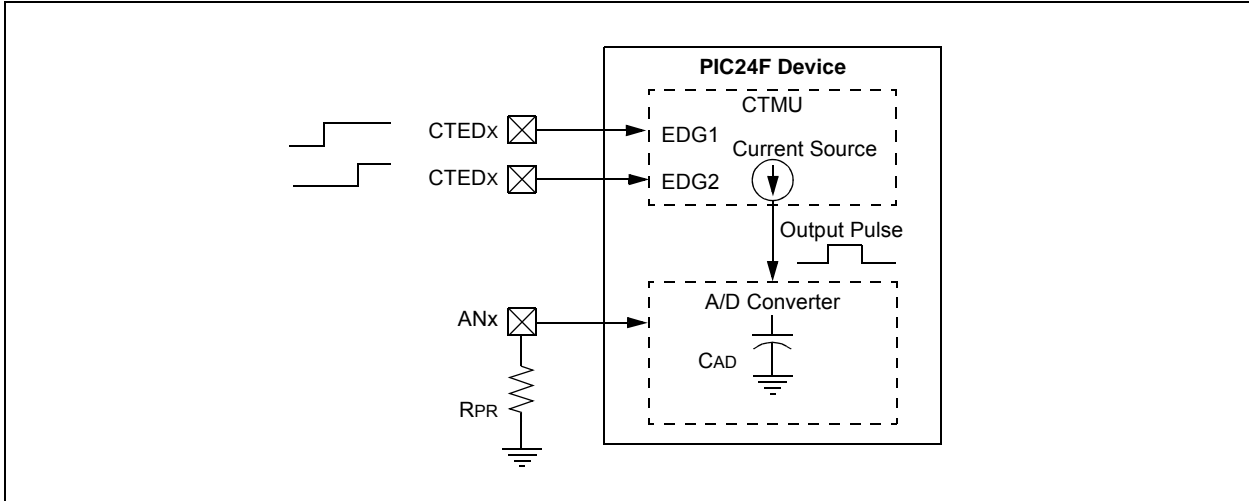 PIC24F Device
CTMU
CTEDX
EDG1
Current Source
CTEDX
EDG2
Output Pulse
A/D Converter
ANx
CAD
RPR